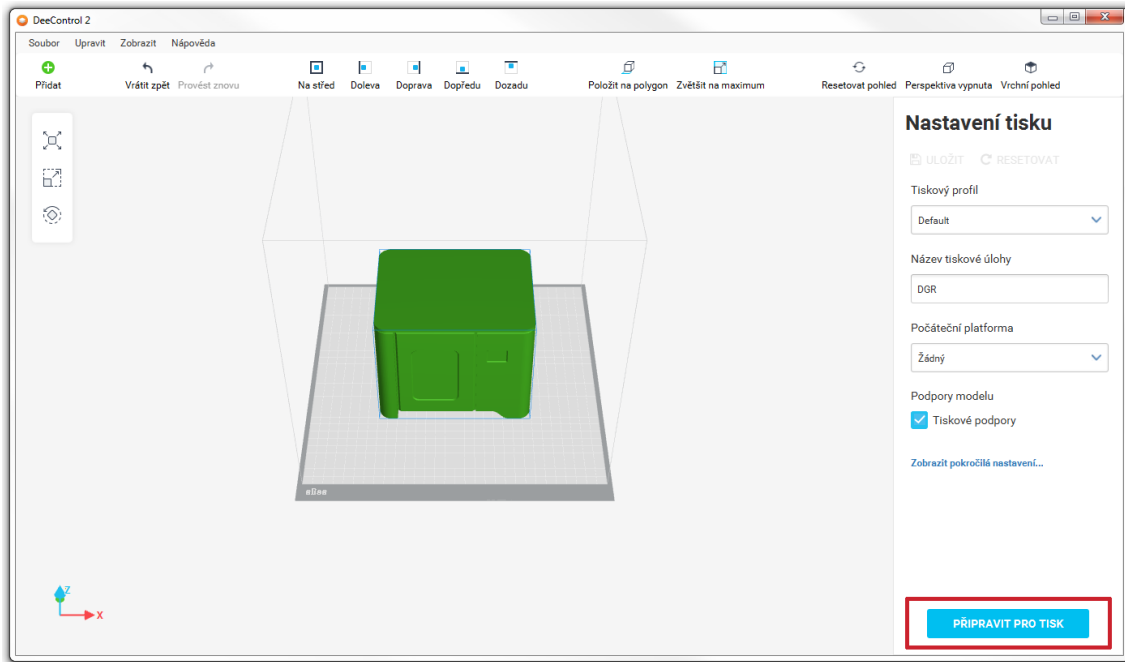 DeeControl 2
Soubor Upravit Zobrazit Nápověda
Přidat Vrátit zpět Provést znovu Na střed Doleva Doprava Dopředu Dozadu Položit na polygon Zvětšit na maximum Resetovat pohled Perspektiva vypnuta Vrchní pohled
Nastavení tisku
ULOŽIT RESETOVAT
Tiskový profil
Default
Název tiskové úlohy
DGR
Počáteční platforma
Žádný
Podpory modelu
Tiskové podpory
Zobrazit pokročilá nastavení...
Z
X
PŘIPRAVIT PRO TISK